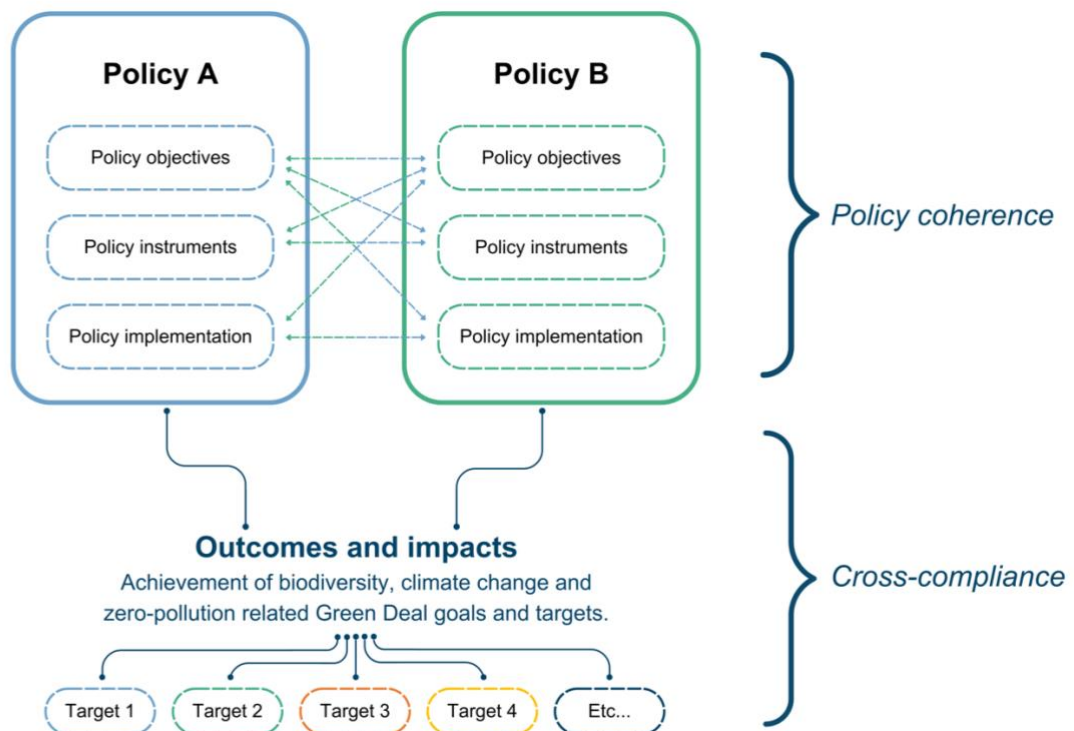 Policy A
Policy B
Policy objectives
Policy objectives
Policy instruments
Policy instruments
Policy implementation
Policy implementation
Policy coherence
Outcomes and impacts
Achievement of biodiversity, climate change and
zero-pollution related Green Deal goals and targets.
Cross-compliance
Target 1
Target 2
Target 3
Target 4
Etc...